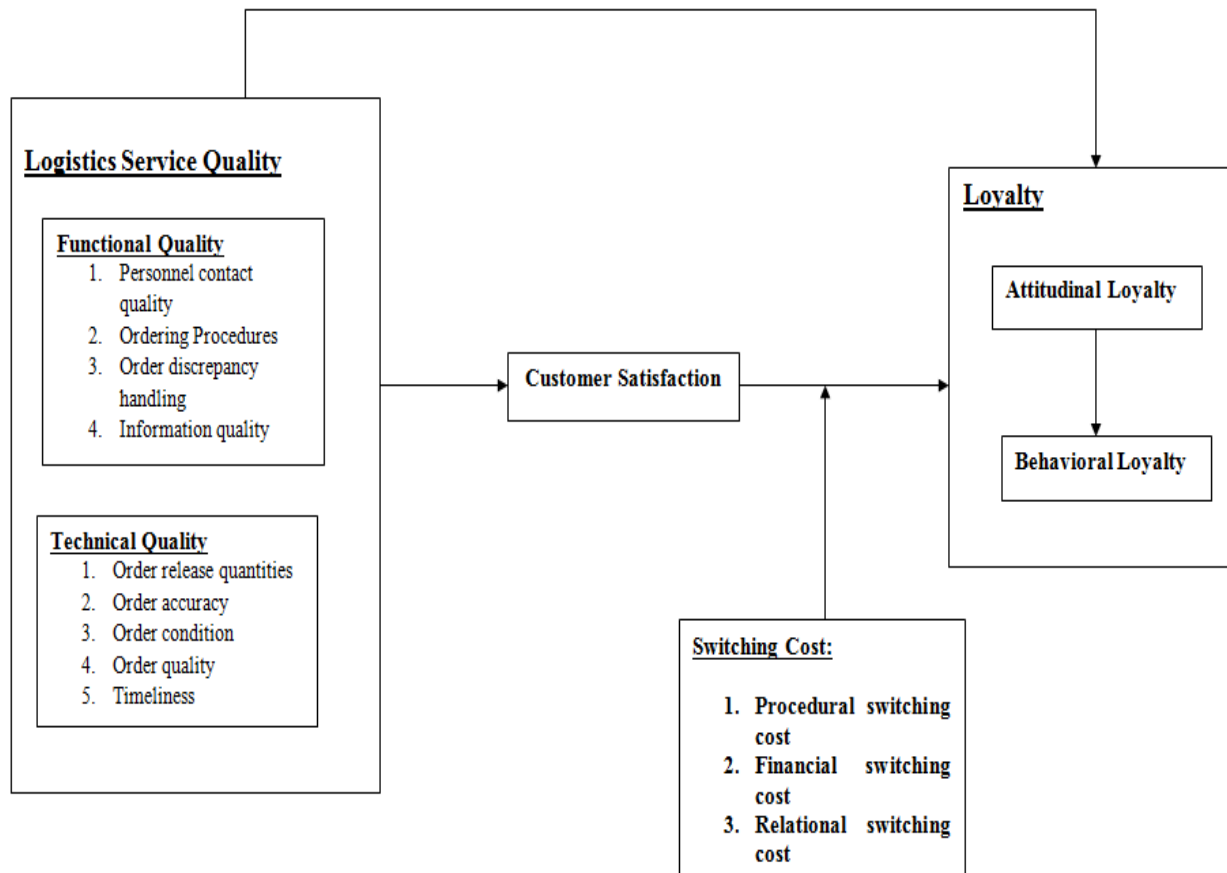 Logistics Service Quality
Functional Quality
1. Personnel contact
quality
2. Ordering Procedures
3. Order discrepancy
handling
4. Information quality
Technical Quality
1. Order release quantities
2. Order accuracy
3. Order condition
4. Order quality
5. Timeliness
Customer Satisfaction
Switching Cost:
1. Procedural switching
cost
2. Financial switching
cost
3. Relational switching
cost
Loyalty
Attitudinal Loyalty
Behavioral Loyalty